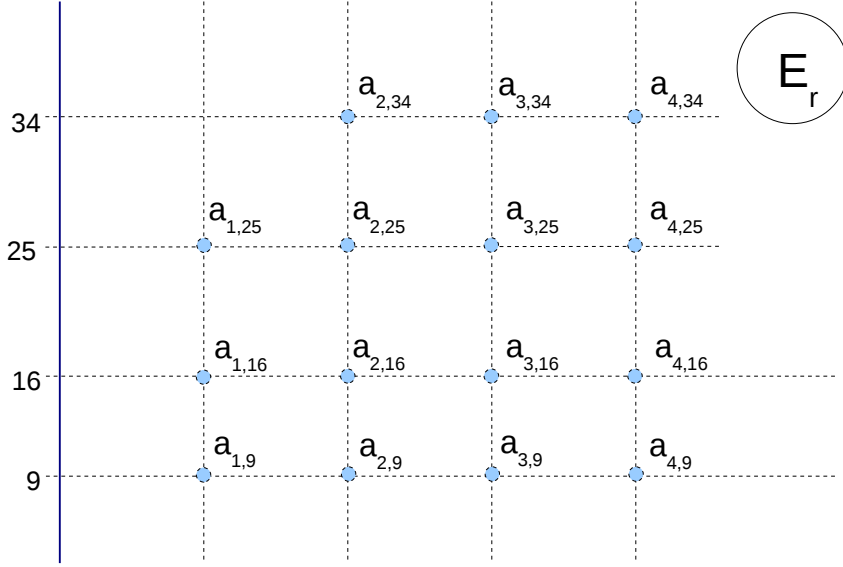 E_r
34 a_2,34 a_3,34 a_4,34
25 a_1,25 a_2,25 a_3,25 a_4,25
16 a_1,16 a_2,16 a_3,16 a_4,16
9 a_1,9 a_2,9 a_3,9 a_4,9